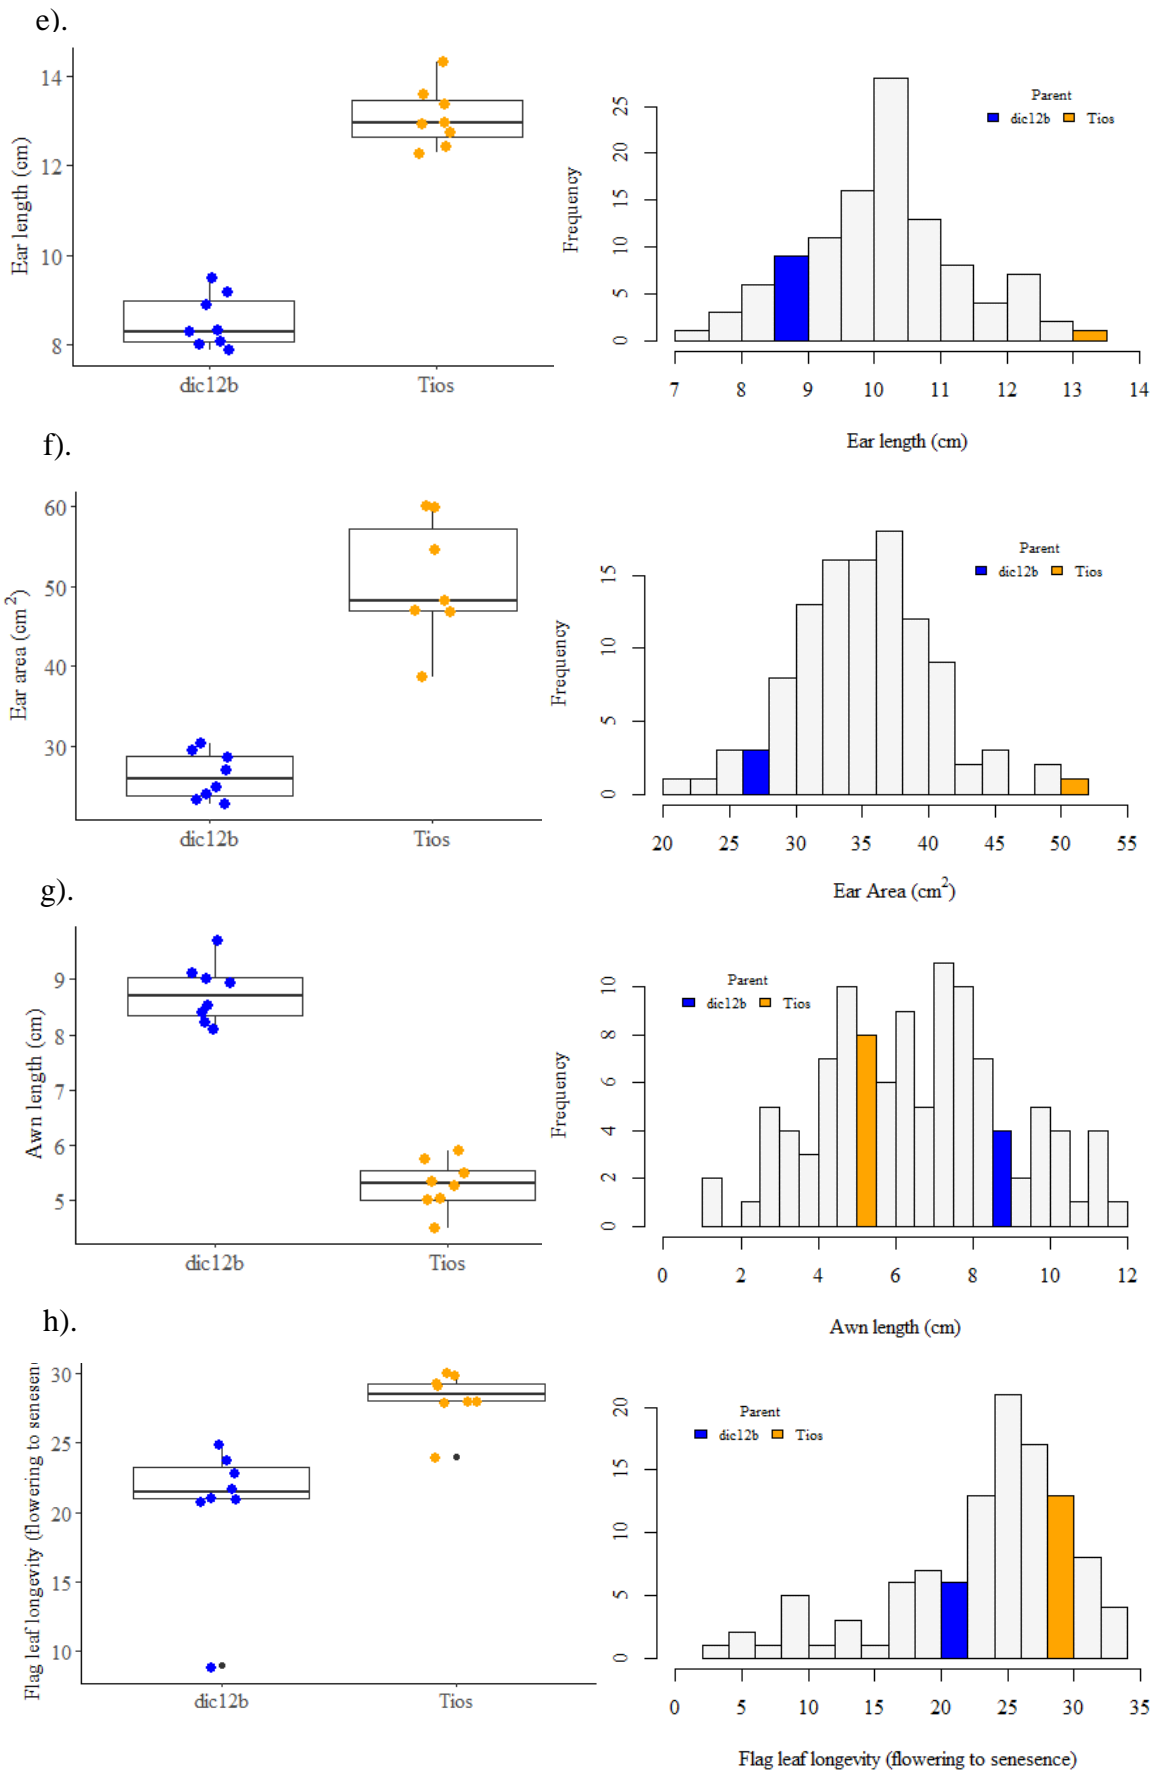 e).
Ear length (cm)
14
12
10
8
dic12b Tios
Frequency
25
20
15
10
5
0
Parent
dic12b Tios
7 8 9 10 11 12 13 14
Ear length (cm)
f).
Ear area (cm²)
60
50
40
30
dic12b Tios
Frequency
15
10
5
0
Parent
dic12b Tios
20 25 30 35 40 45 50 55
Ear Area (cm²)
g).
Awn length (cm)
9
8
7
6
5
dic12b Tios
Frequency
10
8
6
4
2
0
Parent
dic12b Tios
0 2 4 6 8 10 12
Awn length (cm)
h).
Flag leaf longevity (flowering to senesen
30
25
20
15
10
dic12b Tios
Frequency
20
15
10
5
0
Parent
dic12b Tios
0 5 10 15 20 25 30 35
Flag leaf longevity (flowering to senesence)